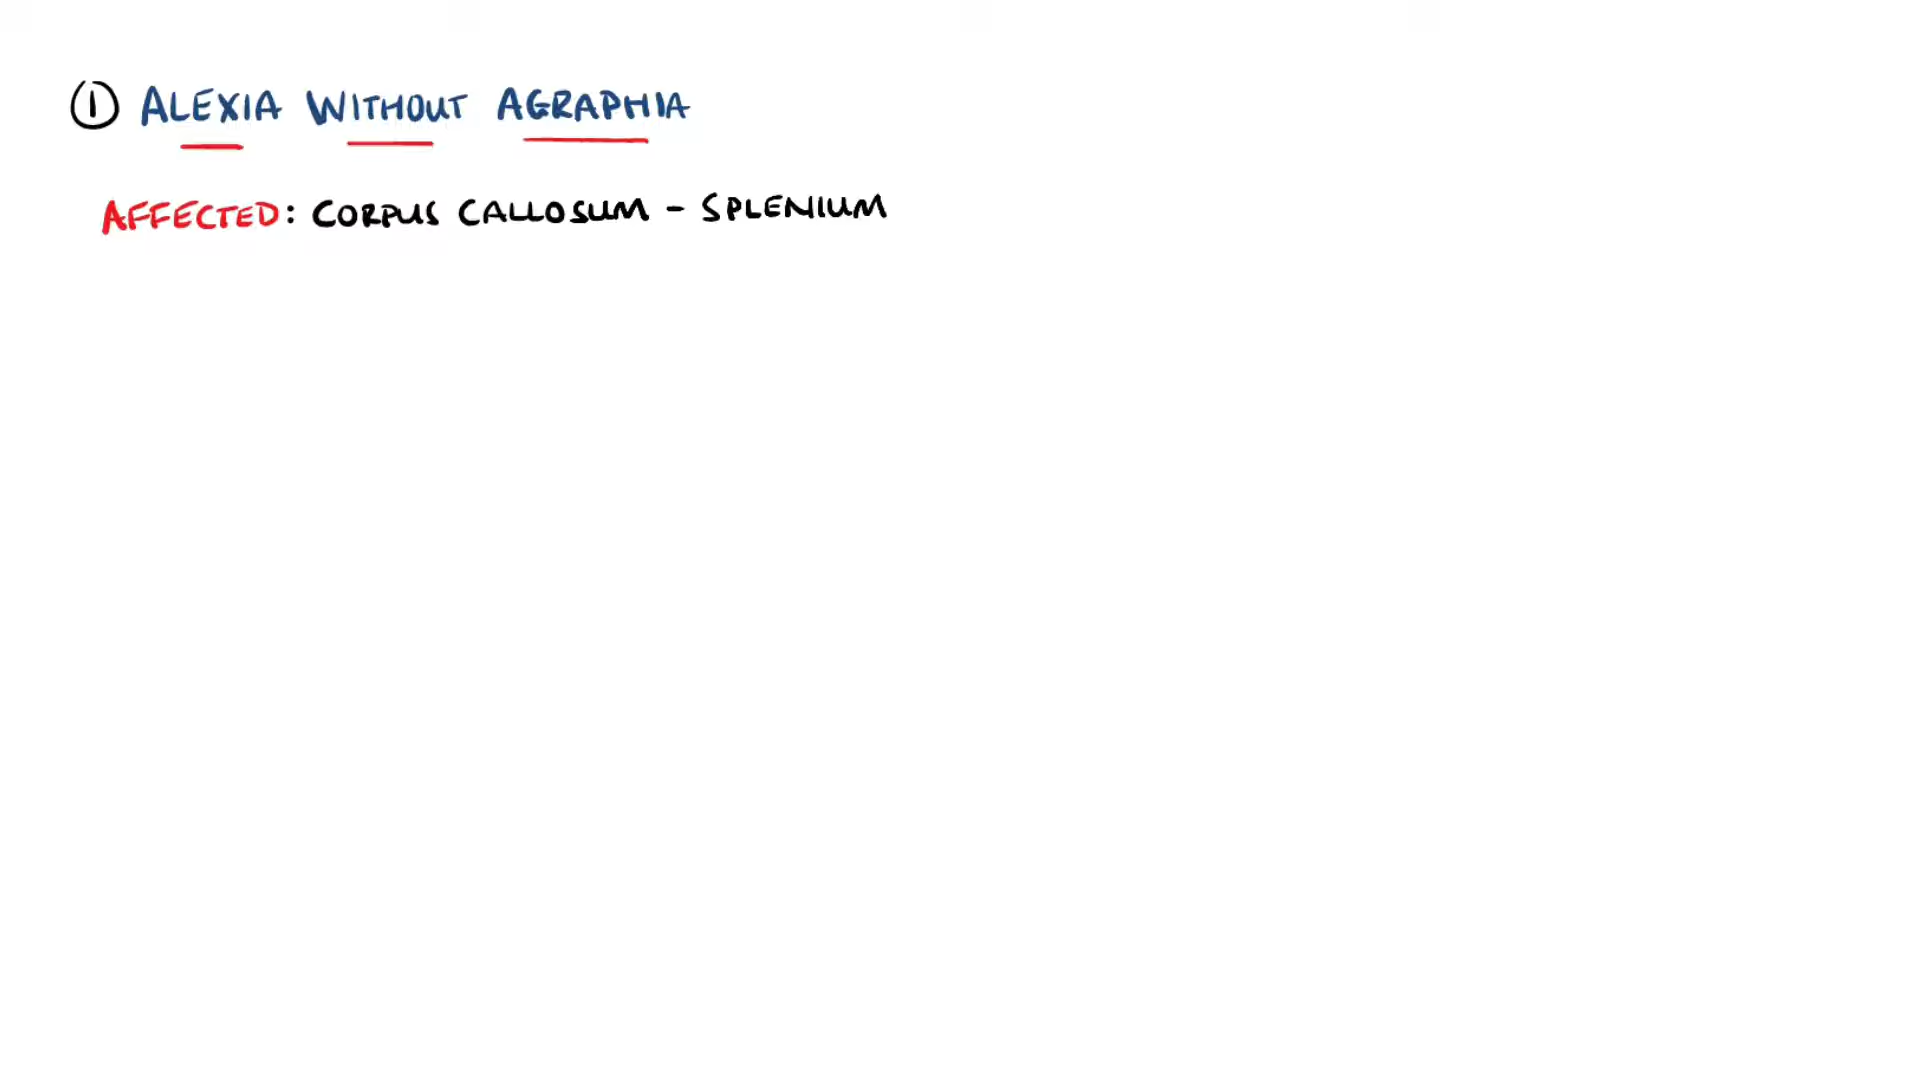 ① ALEXIA WITHOUT AGRAPHIA
AFFECTED: CORPUS CALLOSUM - SPLENIUM